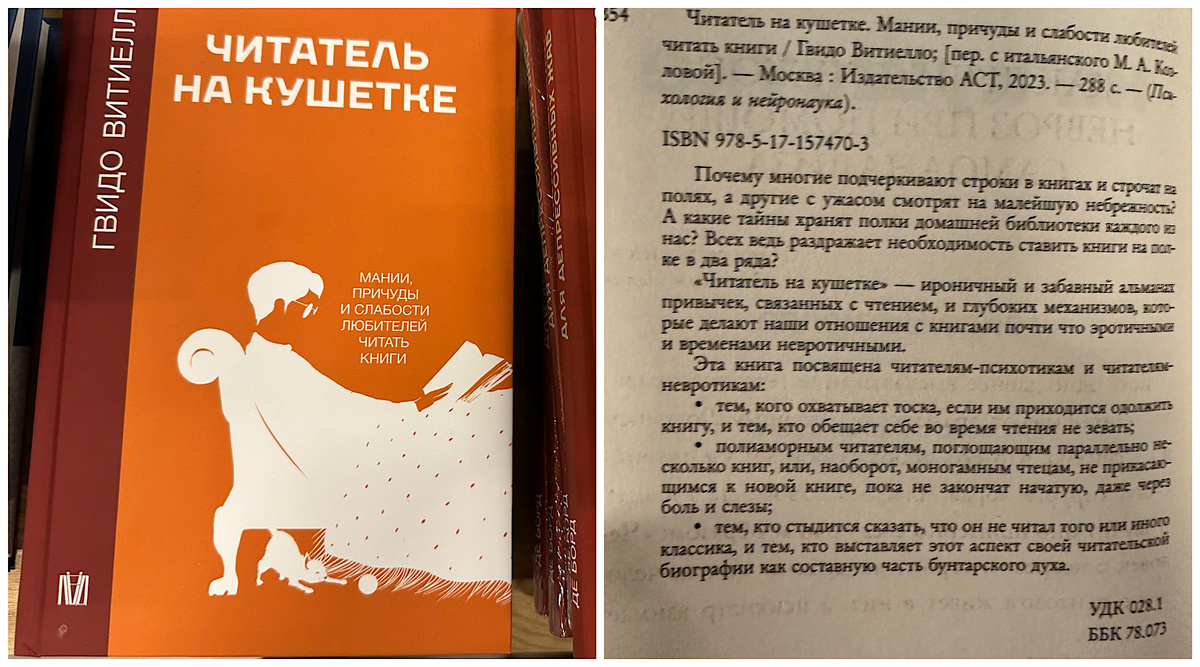 ГВИДО ВИТИЕЛЛ
ЧИТАТЕЛЬ
НА КУШЕТКЕ
МАНИИ,
ПРИЧУДЫ
И СЛАБОСТИ
ЛЮБИТЕЛЕЙ
ЧИТАТЬ
КНИГИ
ДЛЯ ДЕПРЕССИВНЫХ
ДЕ БОРД
354
Читатель на кушетке. Мании, причуды и слабости любителей
читать книги / Гвидо Витиелло; [пер. с итальянского М. А. Коз-
ловой]. — Москва : Издательство АСТ, 2023. — 288 с. — (Пси-
хология и нейронаука).
ISBN 978-5-17-157470-3
Почему многие подчеркивают строки в книгах и строчат на
полях, а другие с ужасом смотрят на малейшую небрежность?
А какие тайны хранят полки домашней библиотеки каждого из
нас? Всех ведь раздражает необходимость ставить книги на пол-
ке в два ряда?
«Читатель на кушетке» — ироничный и забавный альманах
привычек, связанных с чтением, и глубоких механизмов, кото-
рые делают наши отношения с книгами почти что эротичными
и временами невротичными.
Эта книга посвящена читателям-психотикам и читателям-
невротикам:
• тем, кого охватывает тоска, если им приходится одолжить
книгу, и тем, кто обещает себе во время чтения не зевать;
• полиаморным читателям, поглощающим параллельно не-
сколько книг, или, наоборот, моногамным чтецам, не прикасаю-
щимся к новой книге, пока не закончат начатую, даже через
боль и слезы;
• тем, кто стыдится сказать, что он не читал того или иного
классика, и тем, кто выставляет этот аспект своей читательской
биографии как составную часть бунтарского духа.
УДК 028.1
ББК 78.073